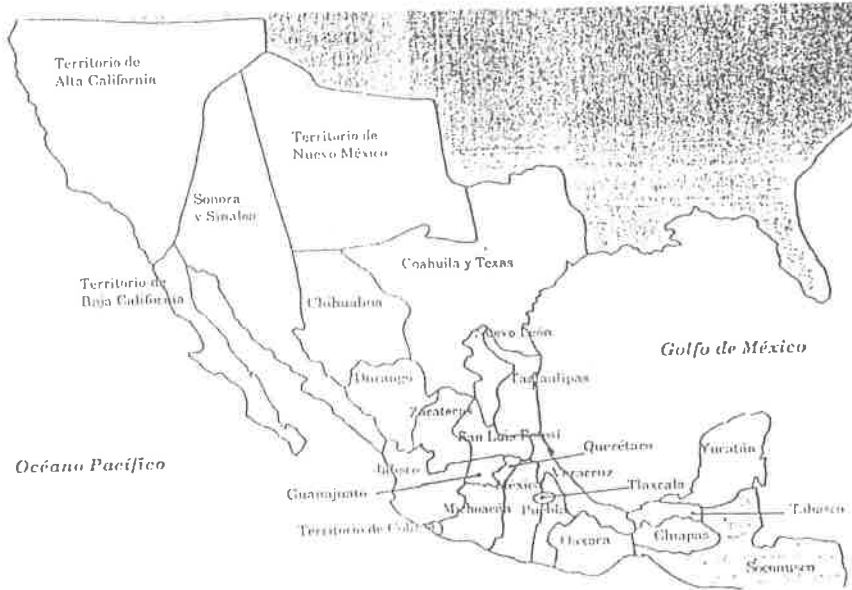 Territorio de
Alta California
Territorio de
Nuevo México
Sonora
y Sinaloa
Coahuila y Texas
Territorio de
Baja California
Chihuahua
Nuevo León
Golfo de México
Durango
Tamaulipas
Zacatecas
San Luis Potosí
Querétaro
Yucatán
Océano Pacífico
Jalisco
Veracruz
Guanajuato
México
Tlaxcala
Michoacán
Puebla
Tabasco
Territorio de Colima
Oaxaca
Chiapas
Soconusco